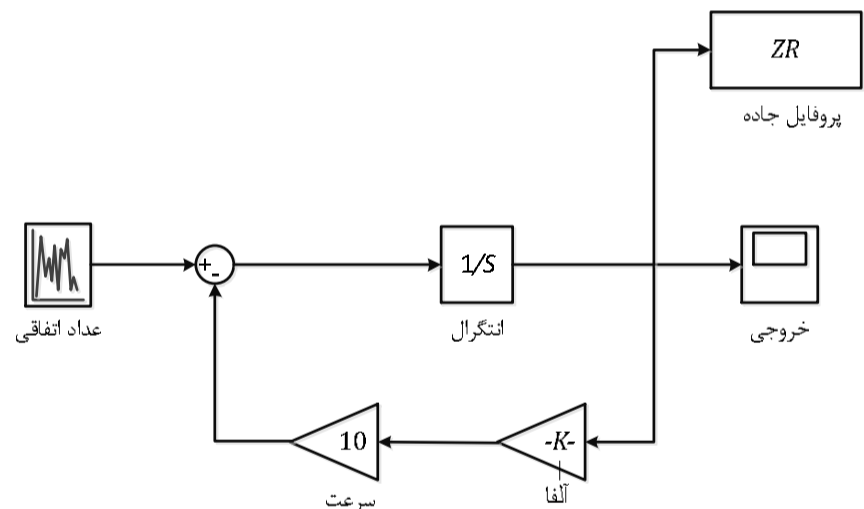 ZR
پروفایل جاده
+
-
1/S
عداد اتفاقی
انتگرال
خروجی
10
-K-
سرعت
آلفا